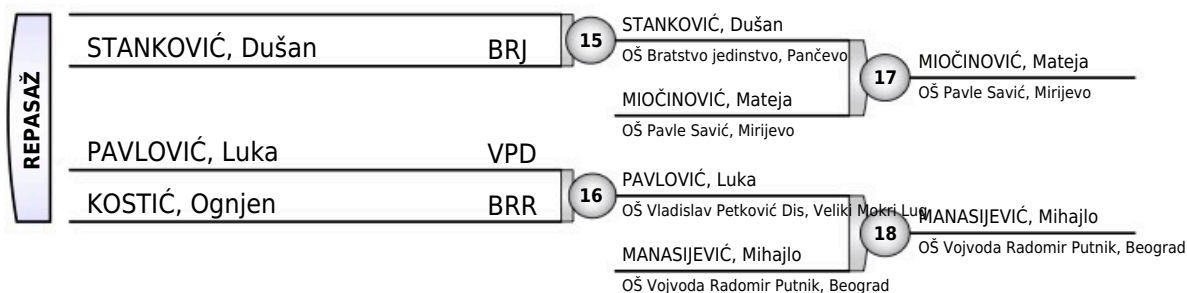 REPASAŽ
STANKOVIĆ, Dušan BRJ
PAVLOVIĆ, Luka VPD
KOSTIĆ, Ognjen BRR
15
STANKOVIĆ, Dušan
OŠ Bratstvo jedinstvo, Pančevo
MIOČINOVIĆ, Mateja
OŠ Pavle Savić, Mirijevo
16
PAVLOVIĆ, Luka
OŠ Vladislav Petković Dis, Veliki Mokri Lug
MANASIJEVIĆ, Mihajlo
OŠ Vojvoda Radomir Putnik, Beograd
17
MIOČINOVIĆ, Mateja
OŠ Pavle Savić, Mirijevo
18
MANASIJEVIĆ, Mihajlo
OŠ Vojvoda Radomir Putnik, Beograd